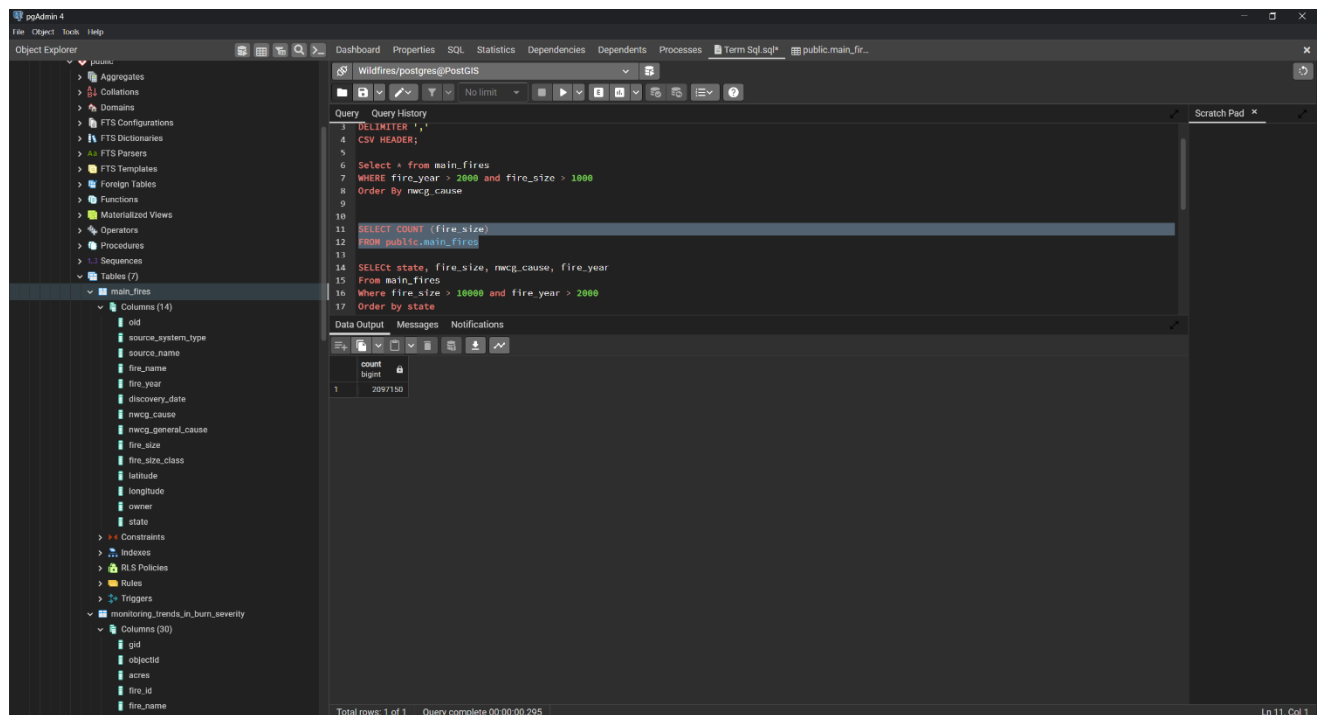 pgAdmin 4
File Object Tools Help
Object Explorer
Dashboard Properties SQL Statistics Dependencies Dependents Processes Term Sql.sql* public.main_fir...
public
Aggregates
Collations
Domains
FTS Configurations
FTS Dictionaries
Aa FTS Parsers
FTS Templates
Foreign Tables
Functions
Materialized Views
Operators
Procedures
1..3 Sequences
Tables (7)
main_fires
Columns (14)
oid
source_system_type
source_name
fire_name
fire_year
discovery_date
nwcg_cause
nwcg_general_cause
fire_size
fire_size_class
latitude
longitude
owner
state
Constraints
Indexes
RLS Policies
Rules
Triggers
monitoring_trends_in_burn_severity
Columns (30)
gid
objectid
acres
fire_id
fire_name
Wildfires/postgres@PostGIS
No limit
Query Query History
Scratch Pad
3 DELIMITER ','
4 CSV HEADER;
5
6 Select * from main_fires
7 WHERE fire_year > 2000 and fire_size > 1000
8 Order By nwcg_cause
9
10
11 SELECT COUNT (fire_size)
12 FROM public.main_fires
13
14 SELECt state, fire_size, nwcg_cause, fire_year
15 From main_fires
16 Where fire_size > 10000 and fire_year > 2000
17 Order by state
Data Output Messages Notifications
count
bigint
1 2097150
Total rows: 1 of 1 Query complete 00:00:00.295
Ln 11, Col 1